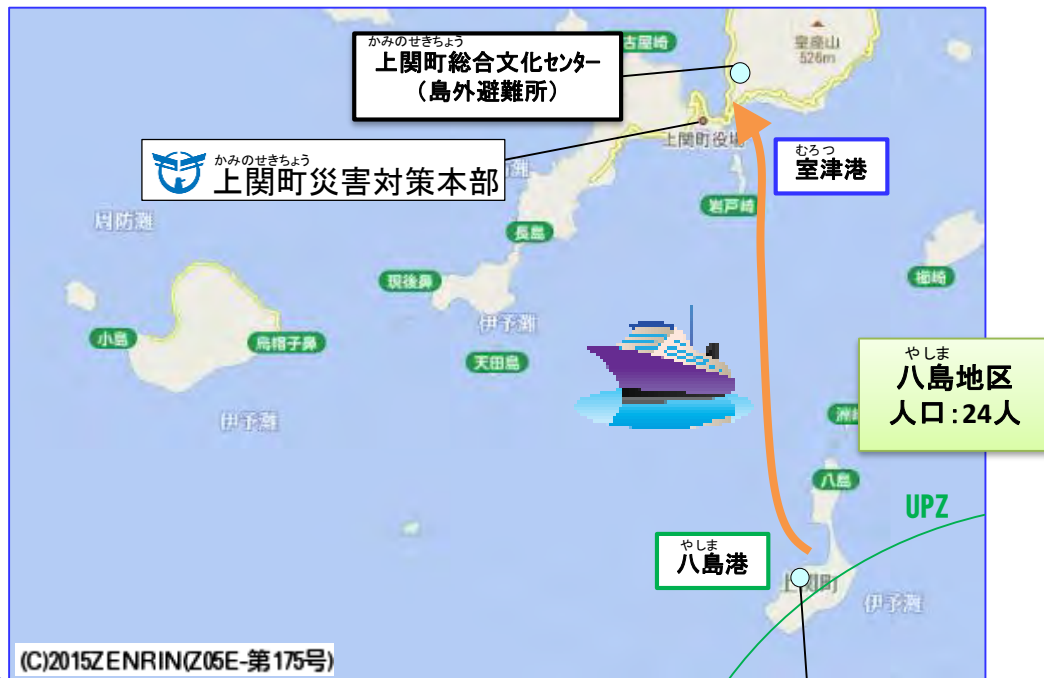 かみのせきちょう
上関町総合文化センター
（島外避難所）
古屋崎
皇座山
526m
かみのせきちょう
上関町災害対策本部
上関町役場
むろつ
室津港
周防灘
岩戸崎
長島
現後鼻
櫛崎
伊予灘
小島
烏帽子鼻
天田島
やしま
八島地区
人口:24人
伊予灘
八島
UPZ
やしま
八島港
上関町
伊予灘
(C)2015ZENRIN(Z05E-第175号)